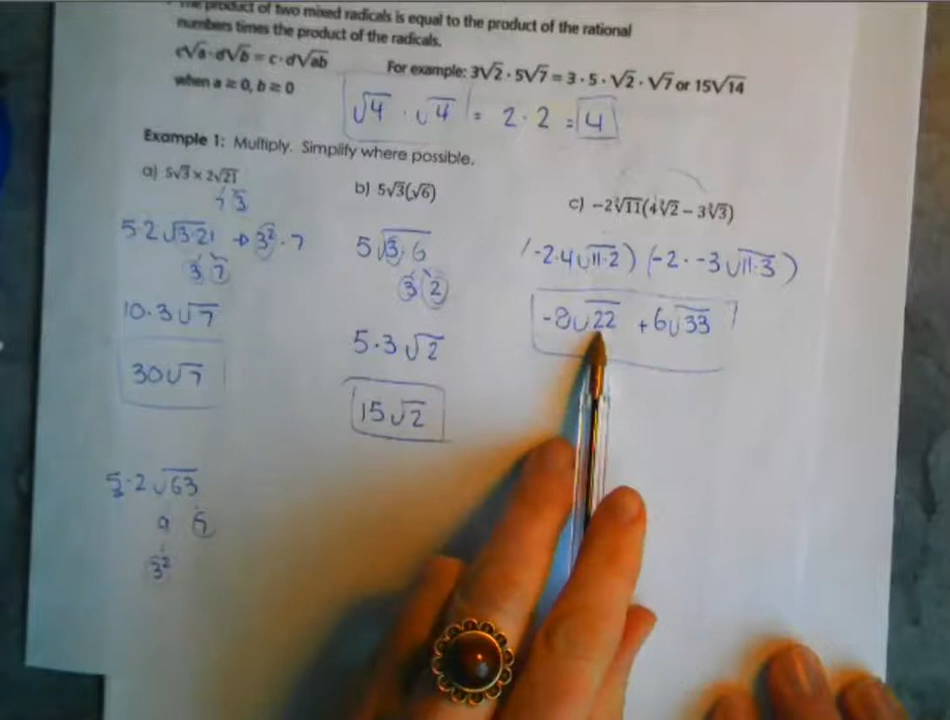 The product of two mixed radicals is equal to the product of the rational
numbers times the product of the radicals.
c√a · d√b = c · d√ab
For example: 3√2 · 5√7 = 3 · 5 · √2 · √7 or 15√14
when a ≥ 0, b ≥ 0
√4 · √4 = 2 · 2 = 4
Example 1: Multiply. Simplify where possible.
a) 5√3 × 2√21
7 3
5·2√3·21 → 3² · 7
3 7
10·3√7
30√7
5·2√63
9
3²
b) 5√3(√6)
5√3·6
3 2
5·3√2
15√2
c) −2∛11(4∛2 − 3∛3)
(-2·4√11·2) (-2 · -3√11·3)
-8√22 + 6√33